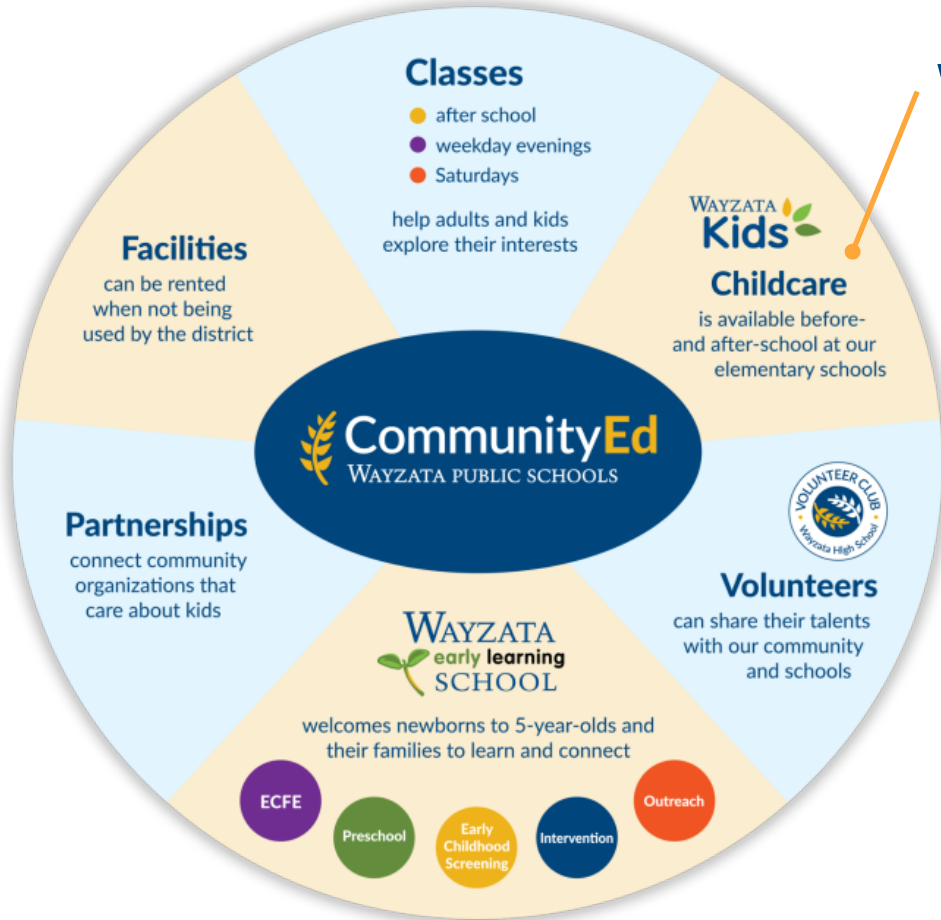 Classes
after school
weekday evenings
Saturdays
help adults and kids
explore their interests
WAYZATA
Kids
Childcare
is available before-
and after-school at our
elementary schools
VOLUNTEER CLUB
Wayzata High School
Volunteers
can share their talents
with our community
and schools
WAYZATA
early learning
SCHOOL
welcomes newborns to 5-year-olds and
their families to learn and connect
ECFE
Preschool
Early
Childhood
Screening
Intervention
Outreach
Partnerships
connect community
organizations that
care about kids
Facilities
can be rented
when not being
used by the district
CommunityEd
WAYZATA PUBLIC SCHOOLS